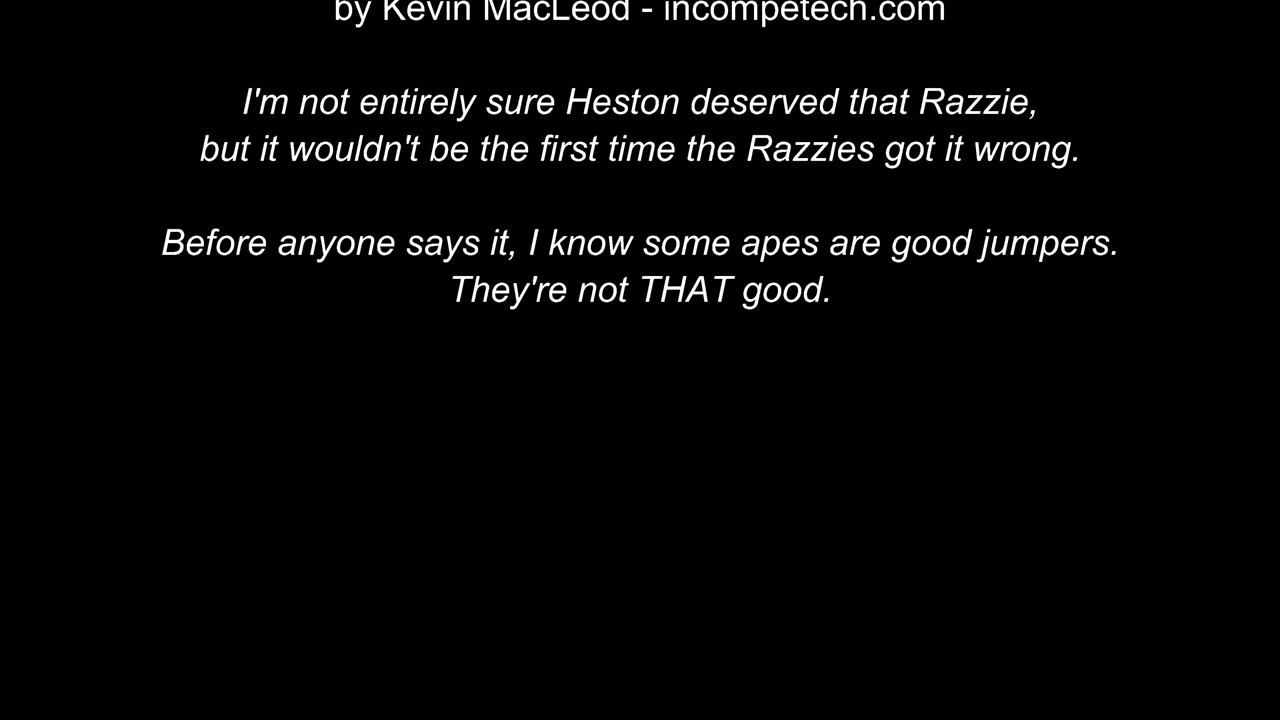 by Kevin MacLeod - incompetech.com
I'm not entirely sure Heston deserved that Razzie,
but it wouldn't be the first time the Razzies got it wrong.
Before anyone says it, I know some apes are good jumpers.
They're not THAT good.